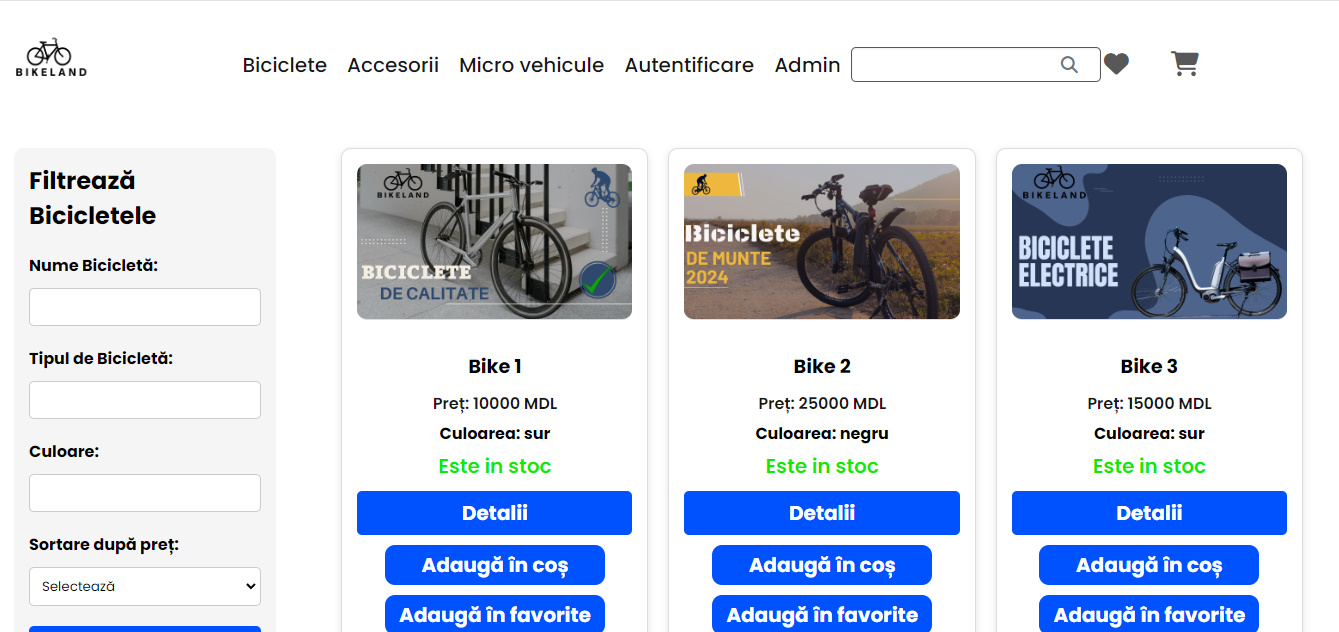 BIKELAND
Biciclete Accesorii Micro vehicule Autentificare Admin
Filtrează
Bicicletele
Nume Bicicletă:
Tipul de Bicicletă:
Culoare:
Sortare după preț:
Selectează
BIKELAND
BICICLETE
DE CALITATE
Bike 1
Preț: 10000 MDL
Culoarea: sur
Este in stoc
Detalii
Adaugă în coș
Adaugă în favorite
Biciclete
DE MUNTE
2024
Bike 2
Preț: 25000 MDL
Culoarea: negru
Este in stoc
Detalii
Adaugă în coș
Adaugă în favorite
BIKELAND
BICICLETE
ELECTRICE
Bike 3
Preț: 15000 MDL
Culoarea: sur
Este in stoc
Detalii
Adaugă în coș
Adaugă în favorite